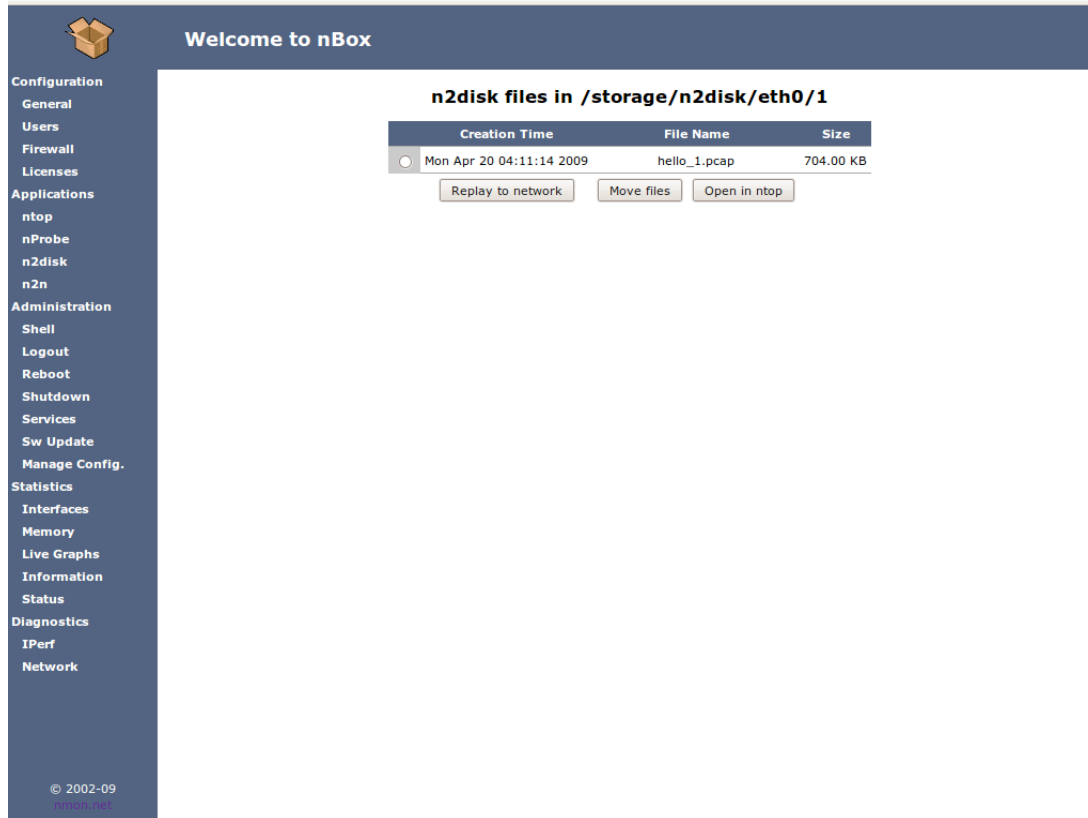 Welcome to nBox
Configuration
General
Users
Firewall
Licenses
Applications
ntop
nProbe
n2disk
n2n
Administration
Shell
Logout
Reboot
Shutdown
Services
Sw Update
Manage Config.
Statistics
Interfaces
Memory
Live Graphs
Information
Status
Diagnostics
IPerf
Network
© 2002-09
nmon.net
n2disk files in /storage/n2disk/eth0/1
Creation Time File Name Size
Mon Apr 20 04:11:14 2009 hello_1.pcap 704.00 KB
Replay to network Move files Open in ntop